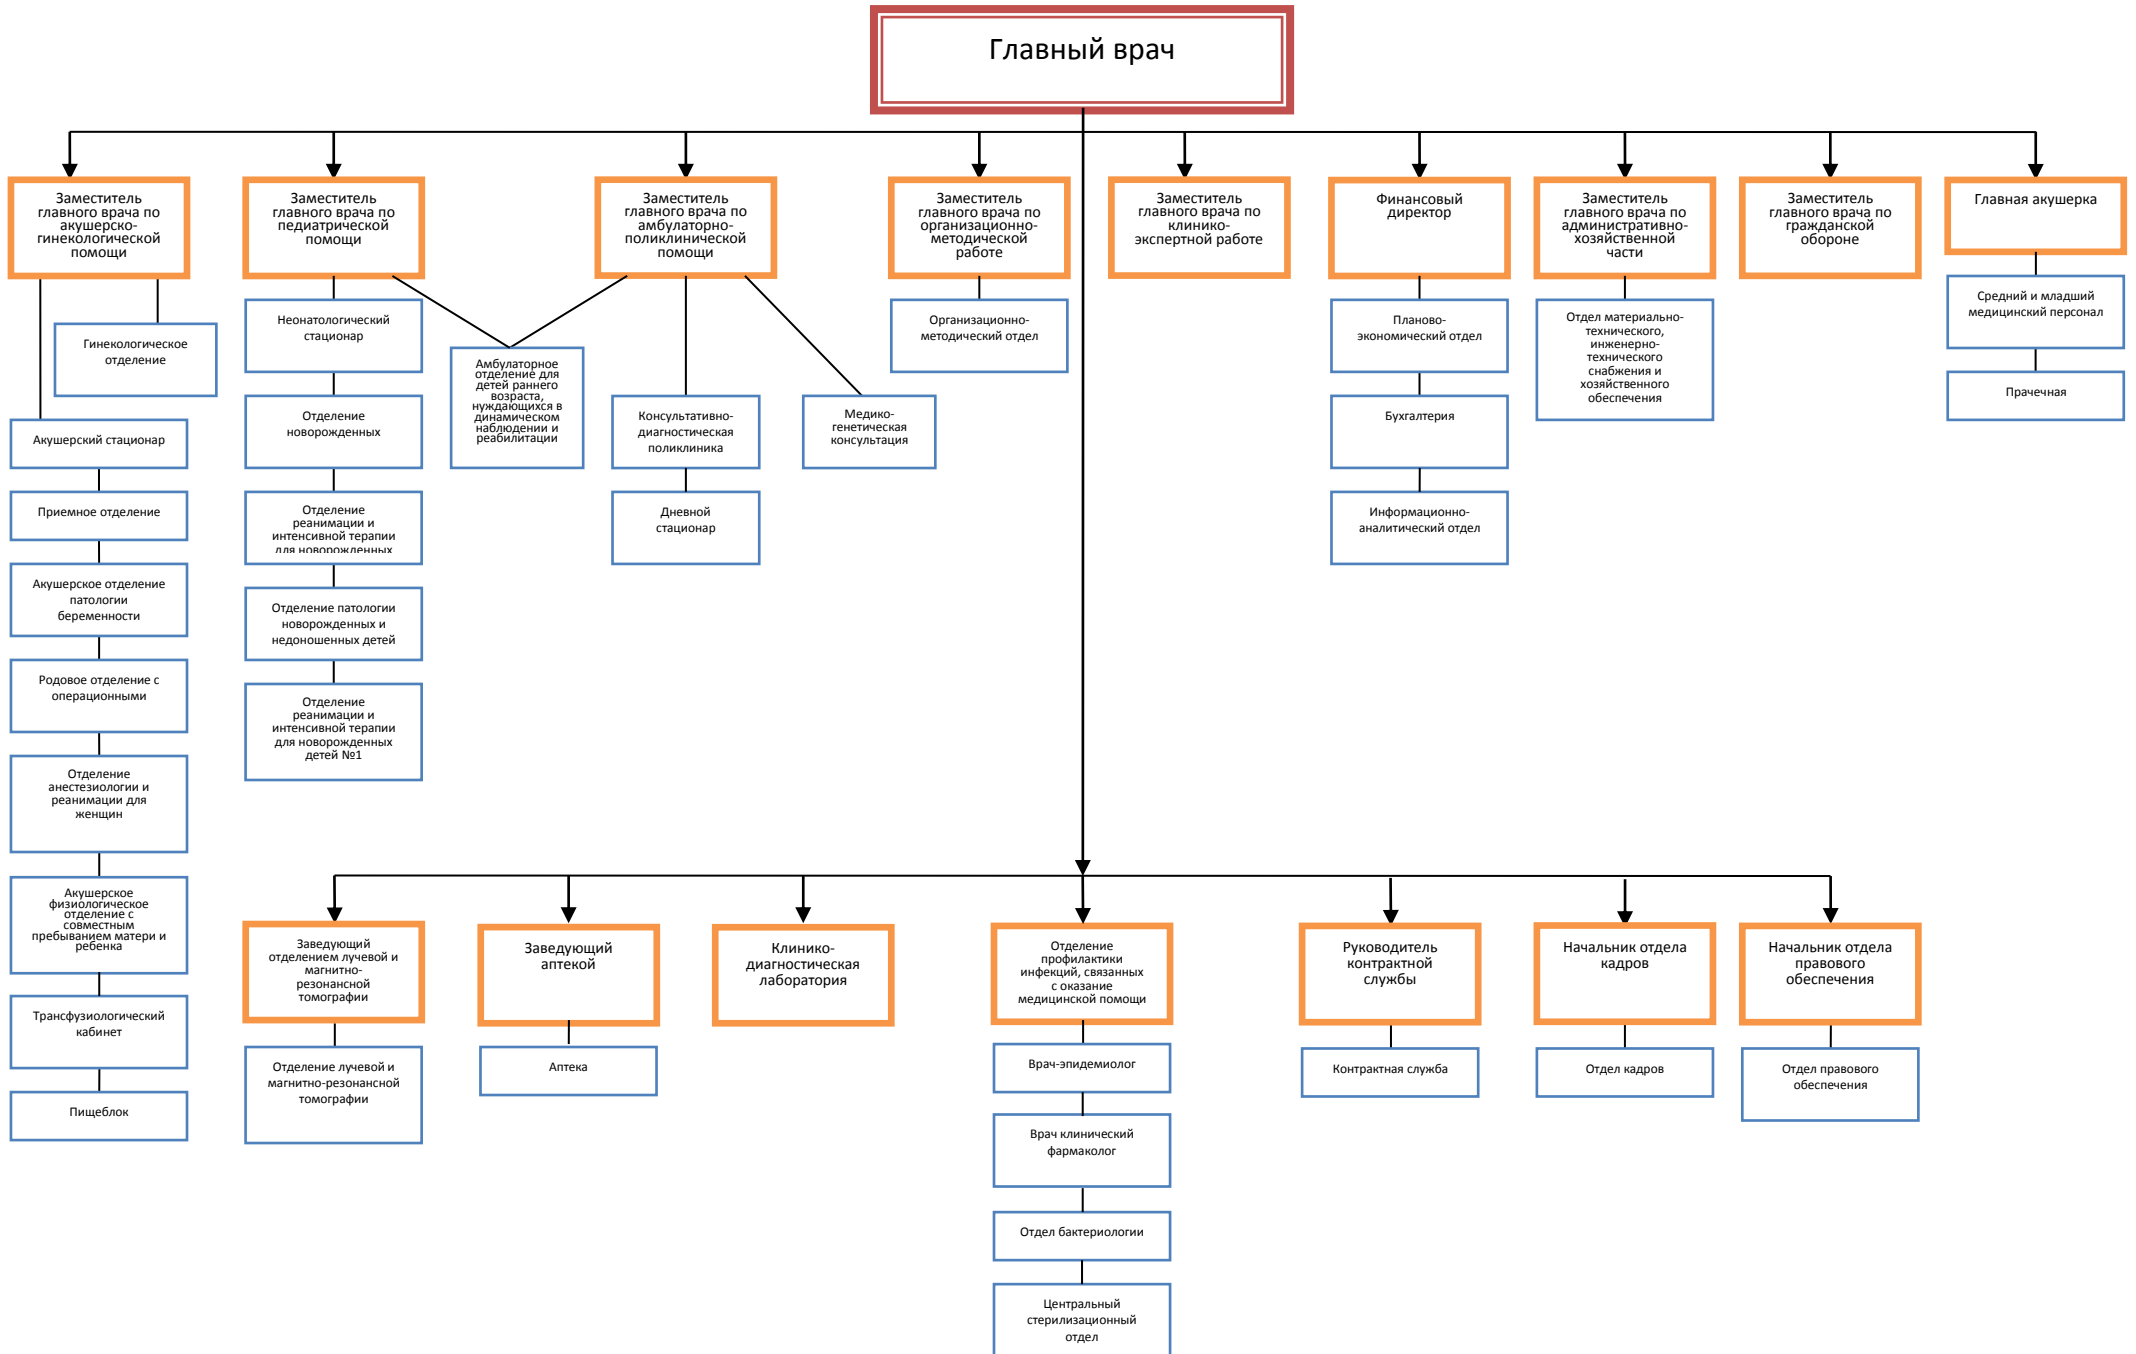 Главный врач
Заместитель
главного врача по
акушерско-
гинекологической
помощи
Заместитель
главного врача по
педиатрической
помощи
Заместитель
главного врача по
амбулаторно-
поликлинической
помощи
Заместитель
главного врача по
организационно-
методической
работе
Заместитель
главного врача по
клинико-
экспертной работе
Финансовый
директор
Заместитель
главного врача по
административно-
хозяйственной
части
Заместитель
главного врача по
гражданской
обороне
Главная акушерка
Гинекологическое
отделение
Акушерский стационар
Приемное отделение
Акушерское отделение
патологии
беременности
Родовое отделение с
операционными
Отделение
анестезиологии и
реанимации для
женщин
Акушерское
физиологическое
отделение с
совместным
пребыванием матери и
ребенка
Трансфузиологический
кабинет
Пищеблок
Неонатологический
стационар
Отделение
новорожденных
Отделение
реанимации и
интенсивной терапии
для новорожденных
Отделение патологии
новорожденных и
недоношенных детей
Отделение
реанимации и
интенсивной терапии
для новорожденных
детей №1
Амбулаторное
отделение для
детей раннего
возраста,
нуждающихся в
динамическом
наблюдении и
реабилитации
Консультативно-
диагностическая
поликлиника
Дневной
стационар
Медико-
генетическая
консультация
Организационно-
методический отдел
Планово-
экономический отдел
Бухгалтерия
Информационно-
аналитический отдел
Отдел материально-
технического,
инженерно-
технического
снабжения и
хозяйственного
обеспечения
Средний и младший
медицинский персонал
Прачечная
Заведующий
отделением лучевой и
магнитно-
резонансной
томографии
Отделение лучевой и
магнитно-резонансной
томографии
Заведующий
аптекой
Аптека
Клинико-
диагностическая
лаборатория
Отделение
профилактики
инфекций, связанных
с оказание
медицинской помощи
Врач-эпидемиолог
Врач клинический
фармаколог
Отдел бактериологии
Центральный
стерилизационный
отдел
Руководитель
контрактной
службы
Контрактная служба
Начальник отдела
кадров
Отдел кадров
Начальник отдела
правового
обеспечения
Отдел правового
обеспечения